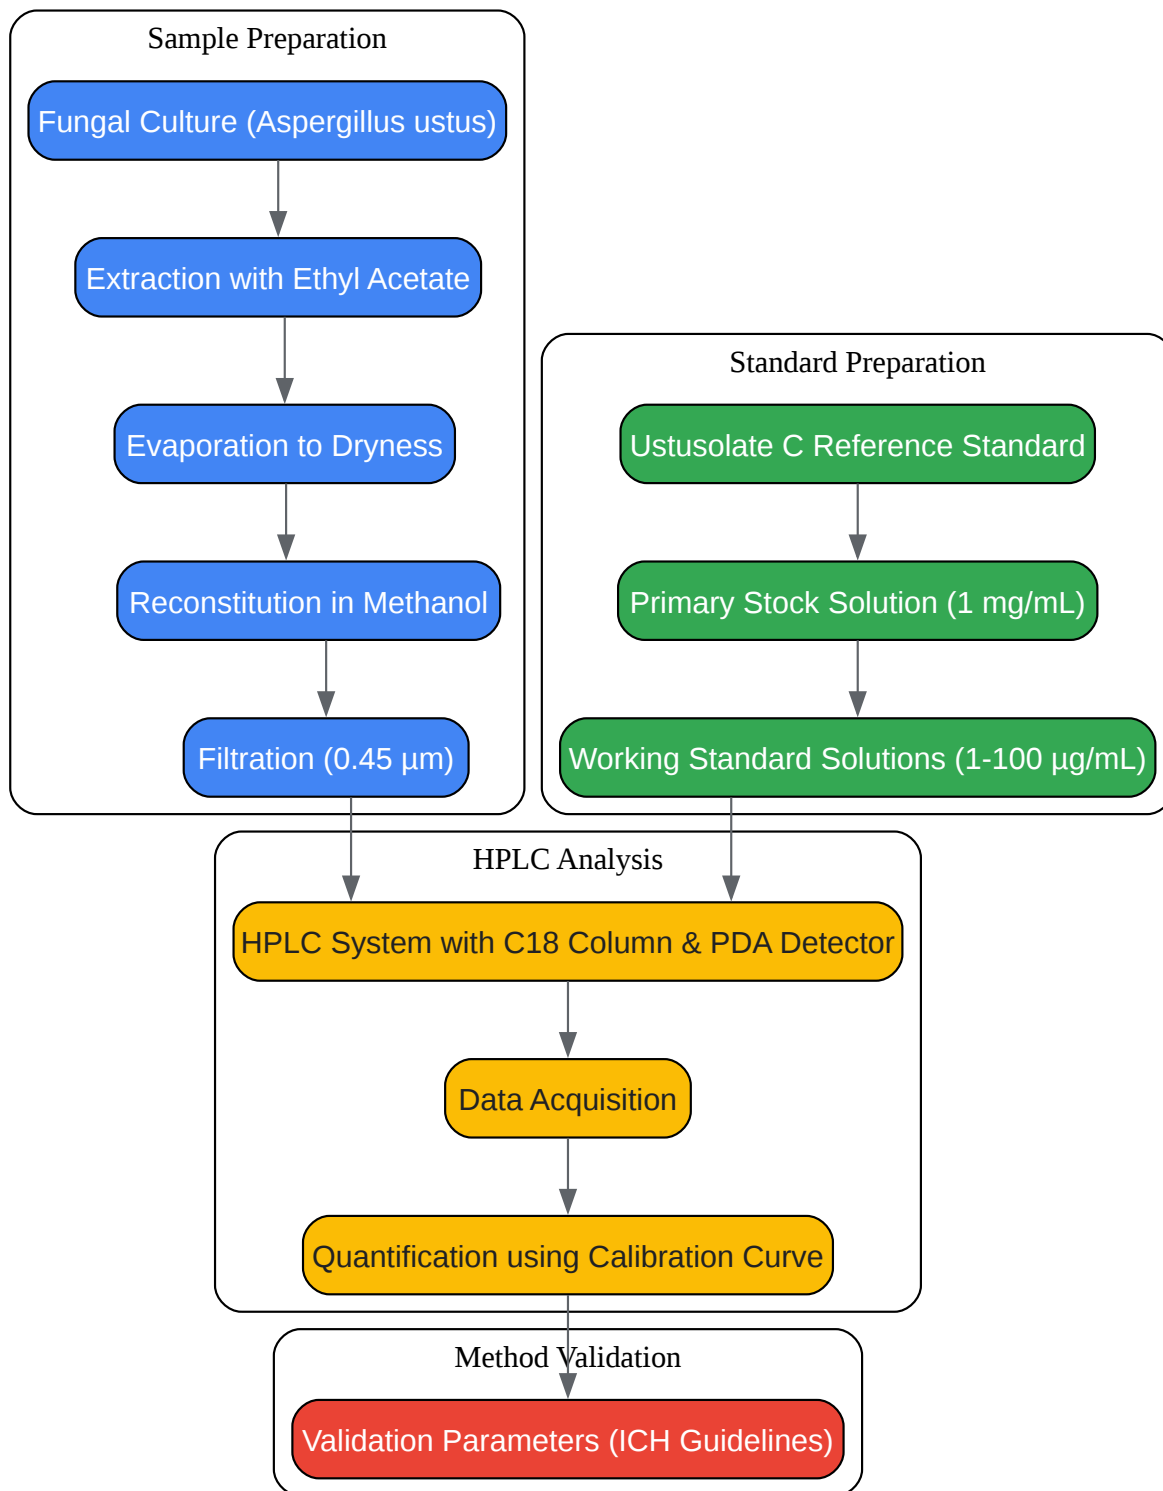 Sample Preparation
Fungal Culture (Aspergillus ustus)
Extraction with Ethyl Acetate
Evaporation to Dryness
Reconstitution in Methanol
Filtration (0.45 µm)
Standard Preparation
Ustusolate C Reference Standard
Primary Stock Solution (1 mg/mL)
Working Standard Solutions (1-100 µg/mL)
HPLC Analysis
HPLC System with C18 Column & PDA Detector
Data Acquisition
Quantification using Calibration Curve
Method Validation
Validation Parameters (ICH Guidelines)